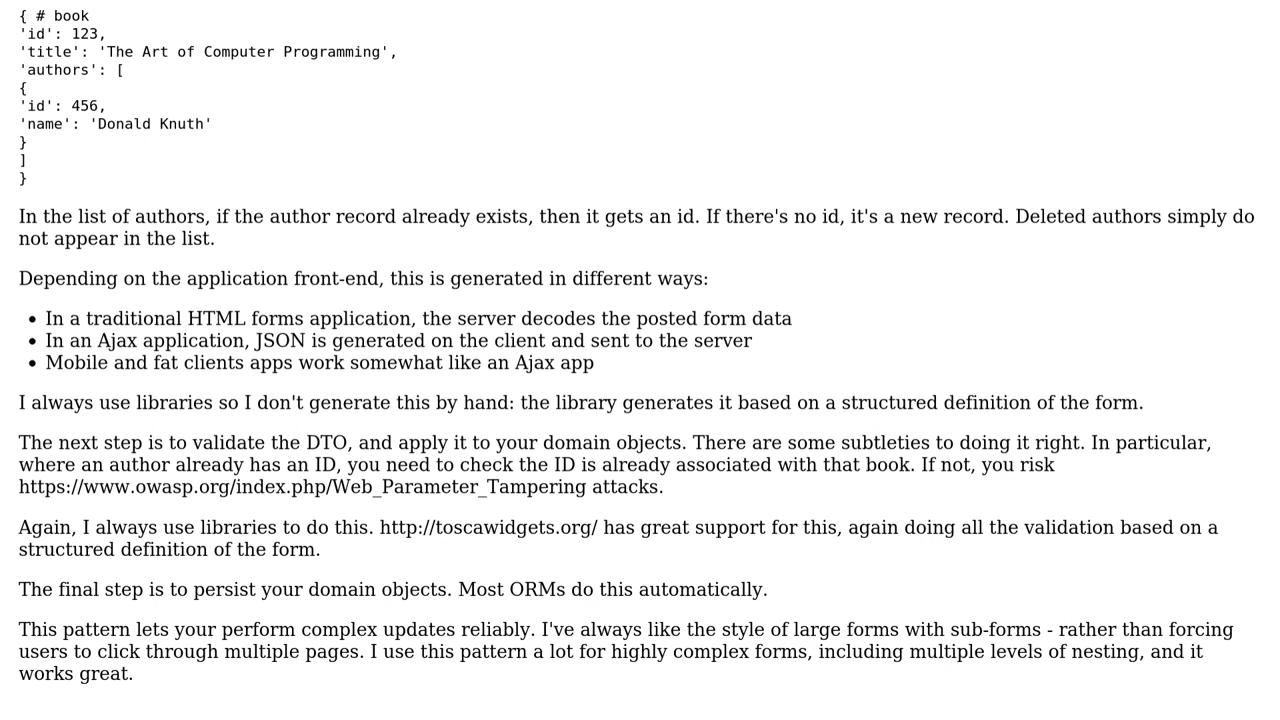 { # book
'id': 123,
'title': 'The Art of Computer Programming',
'authors': [
{
'id': 456,
'name': 'Donald Knuth'
}
]
}
In the list of authors, if the author record already exists, then it gets an id. If there's no id, it's a new record. Deleted authors simply do
not appear in the list.
Depending on the application front-end, this is generated in different ways:
• In a traditional HTML forms application, the server decodes the posted form data
• In an Ajax application, JSON is generated on the client and sent to the server
• Mobile and fat clients apps work somewhat like an Ajax app
I always use libraries so I don't generate this by hand: the library generates it based on a structured definition of the form.
The next step is to validate the DTO, and apply it to your domain objects. There are some subtleties to doing it right. In particular,
where an author already has an ID, you need to check the ID is already associated with that book. If not, you risk
https://www.owasp.org/index.php/Web_Parameter_Tampering attacks.
Again, I always use libraries to do this. http://toscawidgets.org/ has great support for this, again doing all the validation based on a
structured definition of the form.
The final step is to persist your domain objects. Most ORMs do this automatically.
This pattern lets your perform complex updates reliably. I've always like the style of large forms with sub-forms - rather than forcing
users to click through multiple pages. I use this pattern a lot for highly complex forms, including multiple levels of nesting, and it
works great.